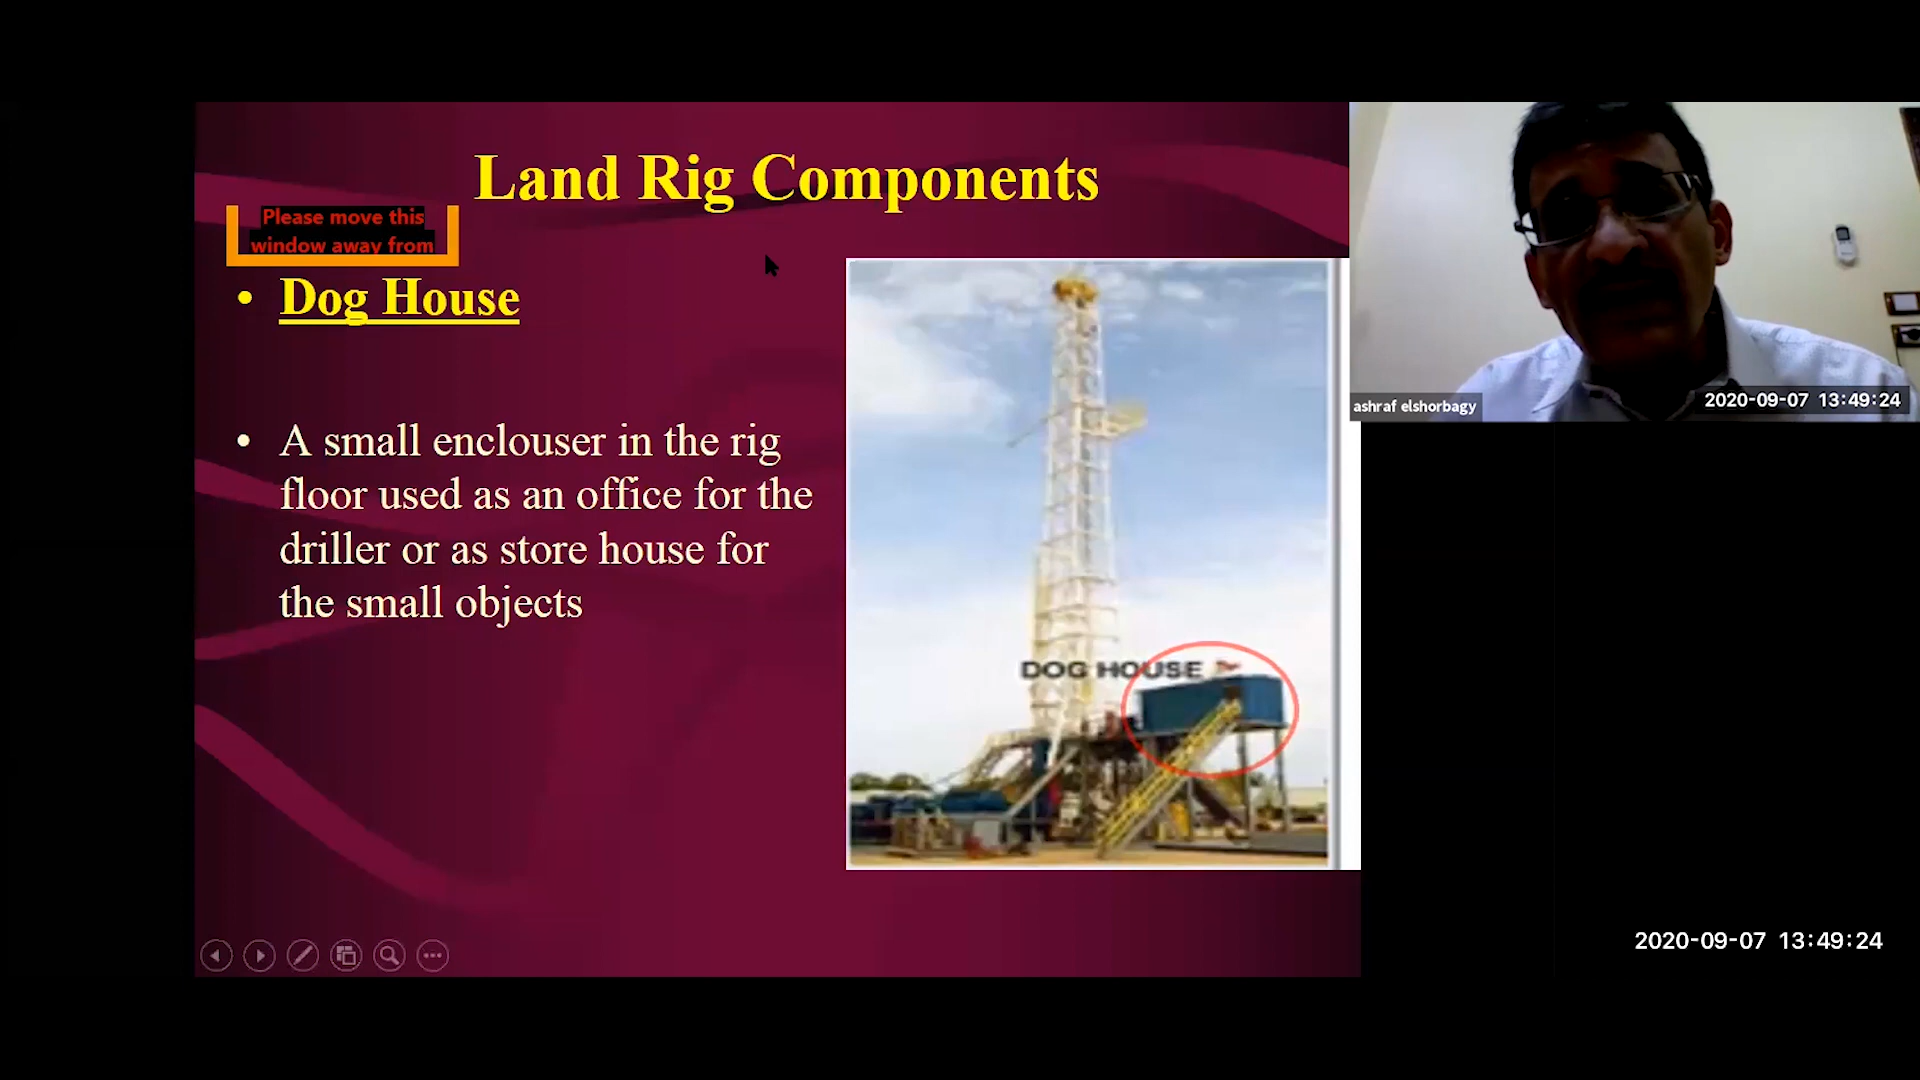 Land Rig Components
Please move this
window away from
• Dog House
• A small enclouser in the rig
floor used as an office for the
driller or as store house for
the small objects
DOG HOUSE
ashraf elshorbagy
2020-09-07 13:49:24
2020-09-07 13:49:24